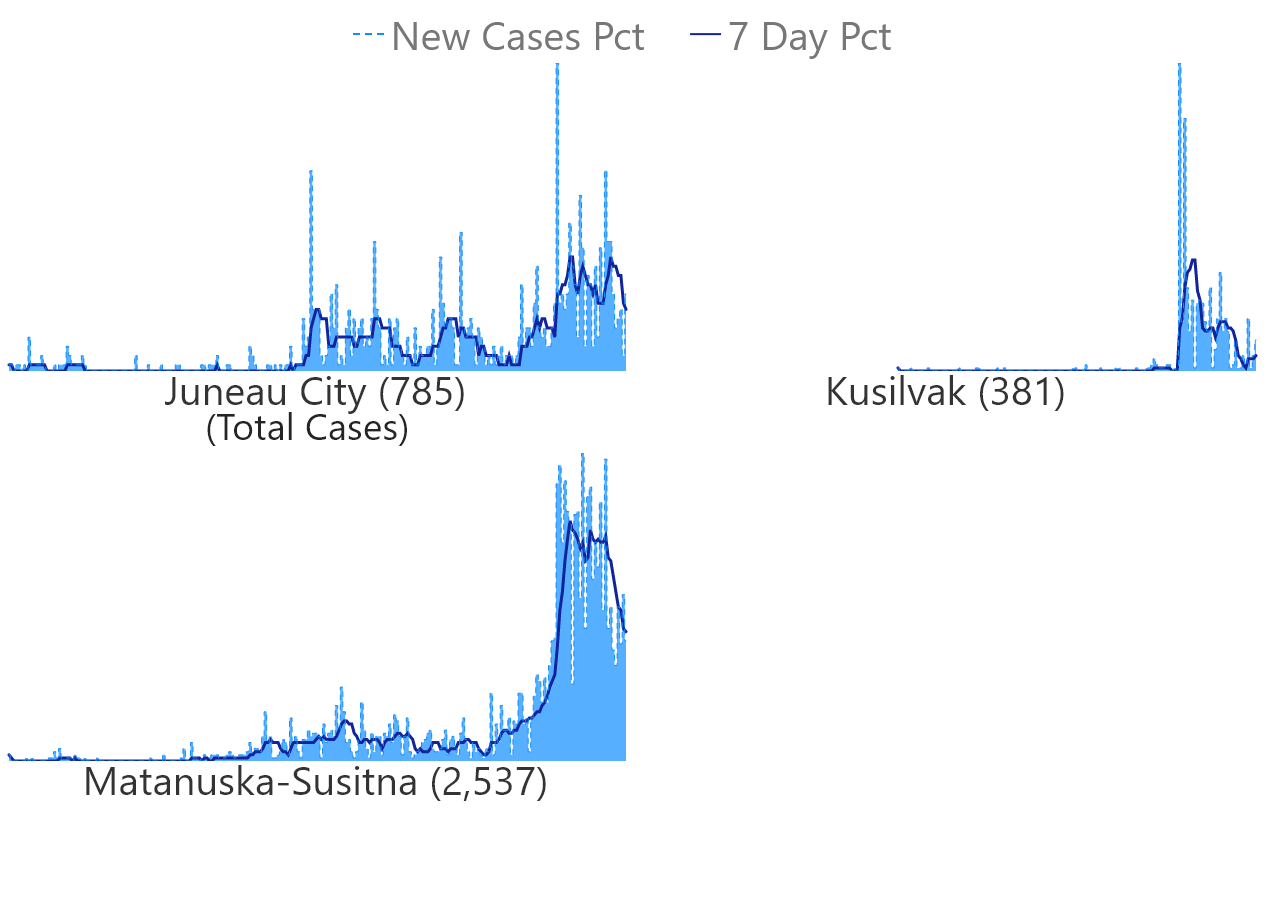 New Cases Pct 7 Day Pct
Juneau City (785)
(Total Cases)
Kusilvak (381)
Matanuska-Susitna (2,537)